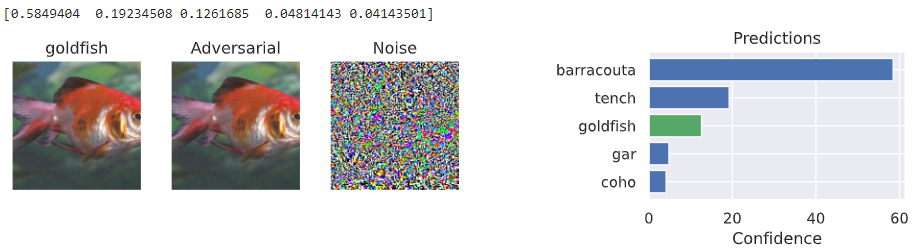 [0.5849404  0.19234508 0.1261685  0.04814143 0.04143501]
goldfish Adversarial Noise
Predictions
barracouta
tench
goldfish
gar
coho
0 20 40 60
Confidence